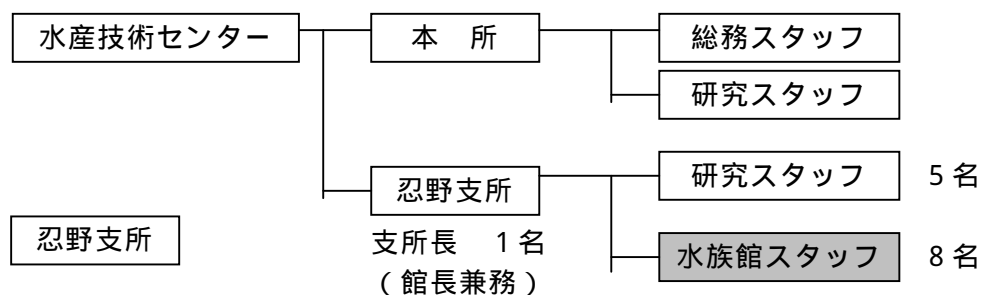 水産技術センター
本　所
総務スタッフ
研究スタッフ
忍野支所
研究スタッフ　5名
支所長　1名
（館長兼務）
水族館スタッフ　8名
忍野支所